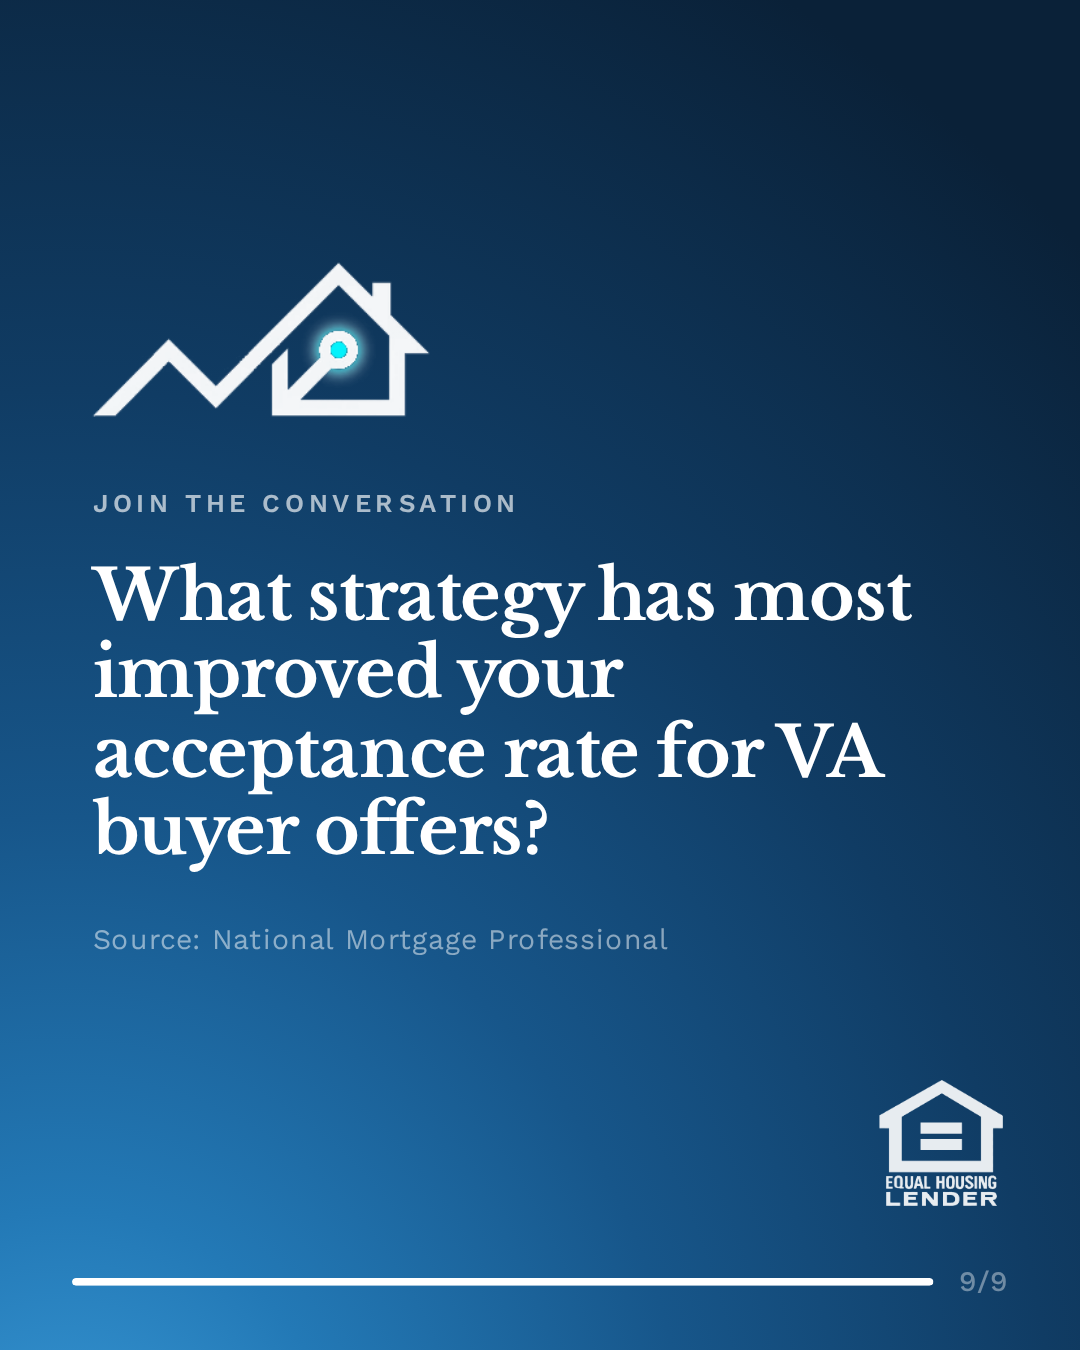 JOIN THE CONVERSATION
What strategy has most
improved your
acceptance rate for VA
buyer offers?
Source: National Mortgage Professional
EQUAL HOUSING
LENDER
9/9